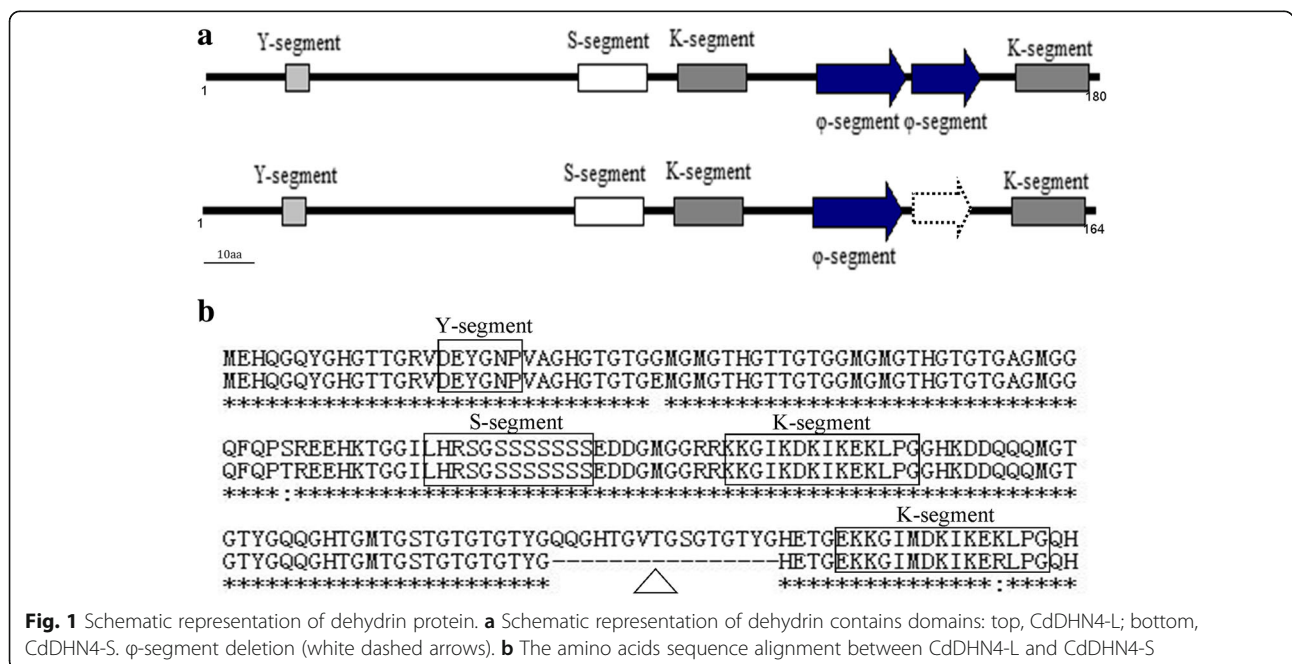 a
Y-segment S-segment K-segment K-segment
1 180
φ-segment φ-segment
Y-segment S-segment K-segment K-segment
1 164
φ-segment
10aa
b
Y-segment
MEHQGQYGHGTTGRVDEYGNPVAGHGTGTGGMGMGTHGTTGTGGMGMGTHGTGTGAGMGG
MEHQGQYGHGTTGRVDEYGNPVAGHGTGTGEMGMGTHGTTGTGGMGMGTHGTGTGAGMGG
****************************** *****************************
S-segment K-segment
QFQPSREEHKTGGILHRSGSSSSSSSEDDGMGGRRKKGIKDKIKEKLPGGHKDDQQQMGT
QFQPTREEHKTGGILHRSGSSSSSSSEDDGMGGRRKKGIKDKIKEKLPGGHKDDQQQMGT
****:*******************************************************
K-segment
GTYGQQGHTGMTGSTGTGTGTYGQQGHTGVTGSGTGTYGHETGEKKGIMDKIKEKLPGQH
GTYGQQGHTGMTGSTGTGTGTYG----------------HETGEKKGIMDKIKERLPGQH
***********************                ***************:*****
Fig. 1 Schematic representation of dehydrin protein. a Schematic representation of dehydrin contains domains: top, CdDHN4-L; bottom,
CdDHN4-S. φ-segment deletion (white dashed arrows). b The amino acids sequence alignment between CdDHN4-L and CdDHN4-S